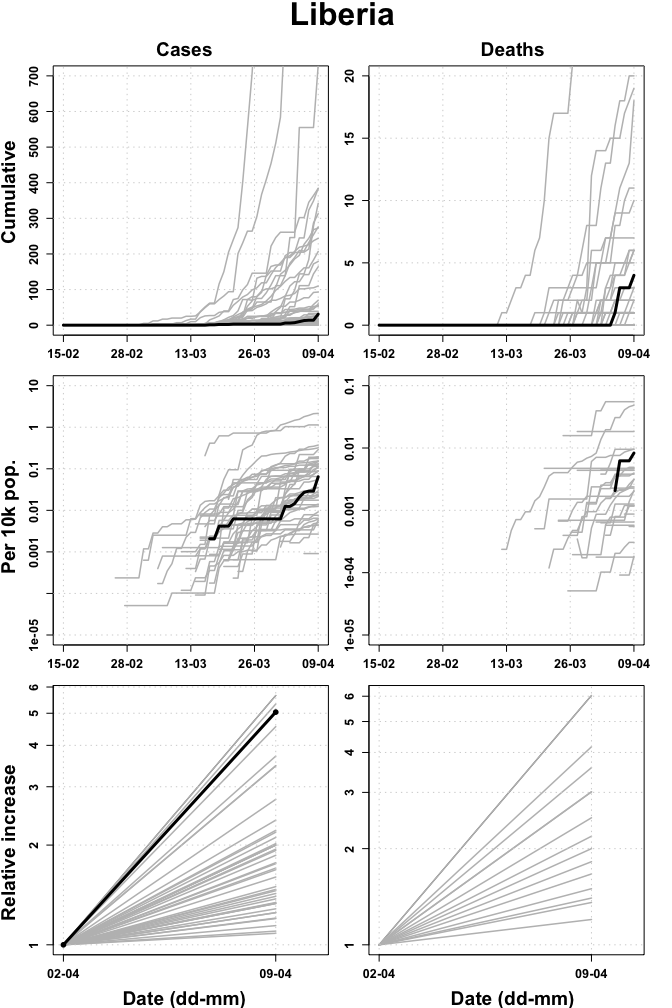 Liberia
Cases
Deaths
Cumulative
700
600
500
400
300
200
100
0
15-02 28-02 13-03 26-03 09-04
20
15
10
5
0
15-02 28-02 13-03 26-03 09-04
Per 10k pop.
10
1
0.1
0.01
0.001
1e-05
15-02 28-02 13-03 26-03 09-04
0.1
0.01
0.001
1e-04
1e-05
15-02 28-02 13-03 26-03 09-04
Relative increase
6
5
4
3
2
1
02-04 09-04
Date (dd-mm)
6
5
4
3
2
1
02-04 09-04
Date (dd-mm)